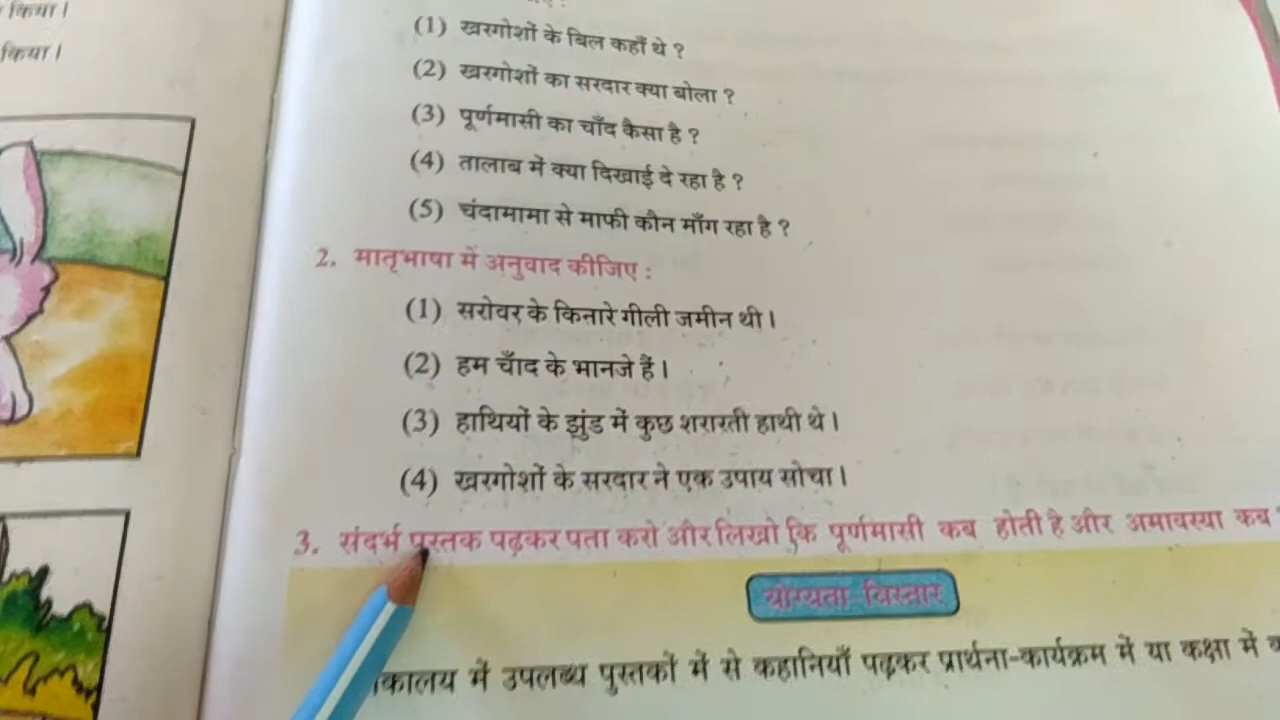 किया।
किया।
(1) खरगोशों के बिल कहाँ थे ?
(2) खरगोशों का सरदार क्या बोला ?
(3) पूर्णमासी का चाँद कैसा है ?
(4) तालाब में क्या दिखाई दे रहा है ?
(5) चंदामामा से माफी कौन माँग रहा है ?
2. मातृभाषा में अनुवाद कीजिए :
(1) सरोवर के किनारे गीली जमीन थी।
(2) हम चाँद के भानजे हैं।
(3) हाथियों के झुंड में कुछ शरारती हाथी थे।
(4) खरगोशों के सरदार ने एक उपाय सोचा।
3. संदर्भ पुस्तक पढ़कर पता करो और लिखो कि पूर्णमासी कब होती है और अमावस्या कब
योग्यता-विस्तार
में उपलब्ध पुस्तकों में से कहानियाँ पढ़कर प्रार्थना-कार्यक्रम में या कक्षा में